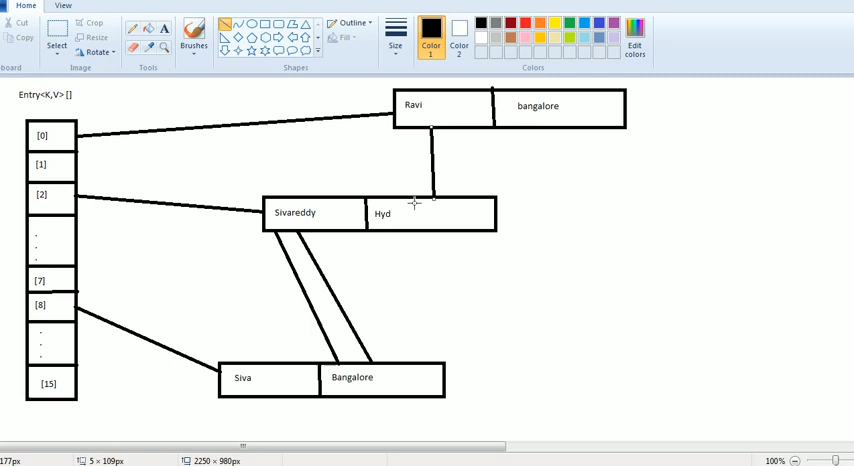 Home View
Cut
Copy
board
Select
Crop
Resize
Rotate
Image
Tools
Brushes
Shapes
Outline
Fill
Size
Color
1
Color
2
Edit
colors
Colors
Entry<K,V> []
[0]
[1]
[2]
.
.
.
[7]
[8]
.
.
.
[15]
Ravi bangalore
Sivareddy Hyd
Siva Bangalore
177px 5 × 109px 2250 × 980px 100%